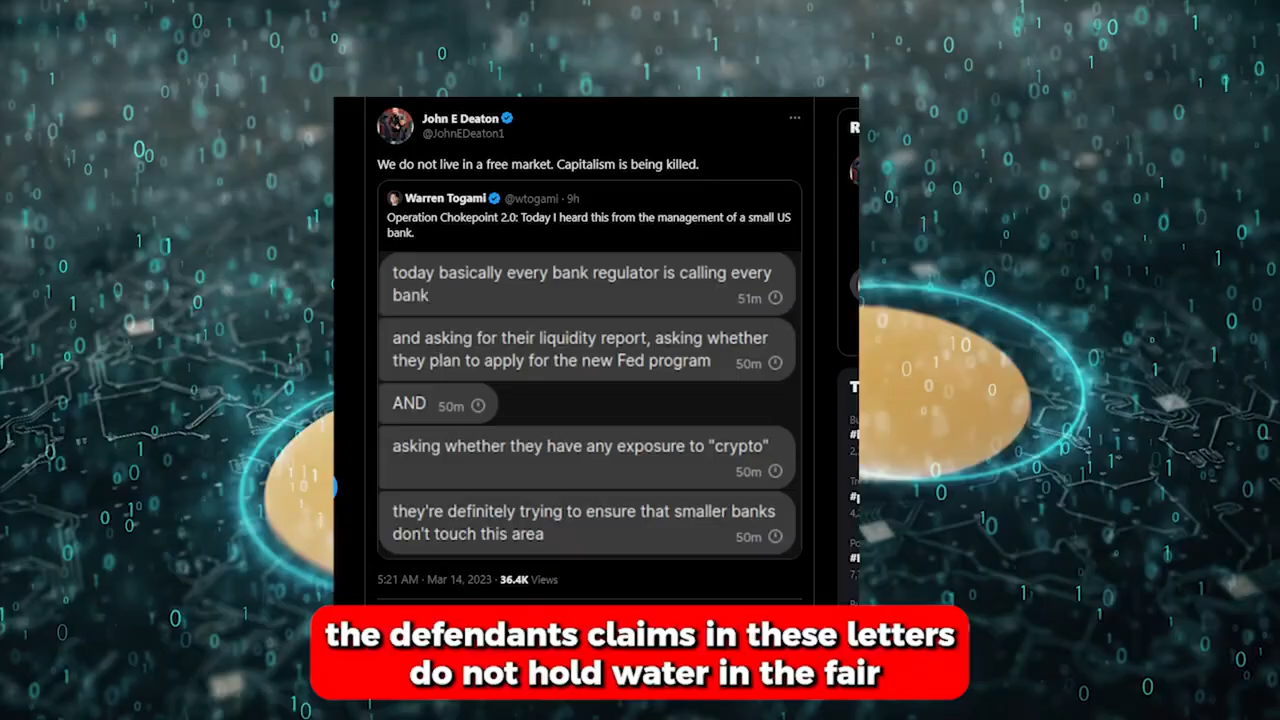 John E Deaton
@JohnEDeaton1
We do not live in a free market. Capitalism is being killed.
Warren Togami @wtogami · 9h
Operation Chokepoint 2.0: Today I heard this from the management of a small US
bank.
today basically every bank regulator is calling every
bank 51m
and asking for their liquidity report, asking whether
they plan to apply for the new Fed program 50m
AND 50m
asking whether they have any exposure to "crypto"
50m
they're definitely trying to ensure that smaller banks
don't touch this area 50m
5:21 AM · Mar 14, 2023 · 36.4K Views
the defendants claims in these letters
do not hold water in the fair